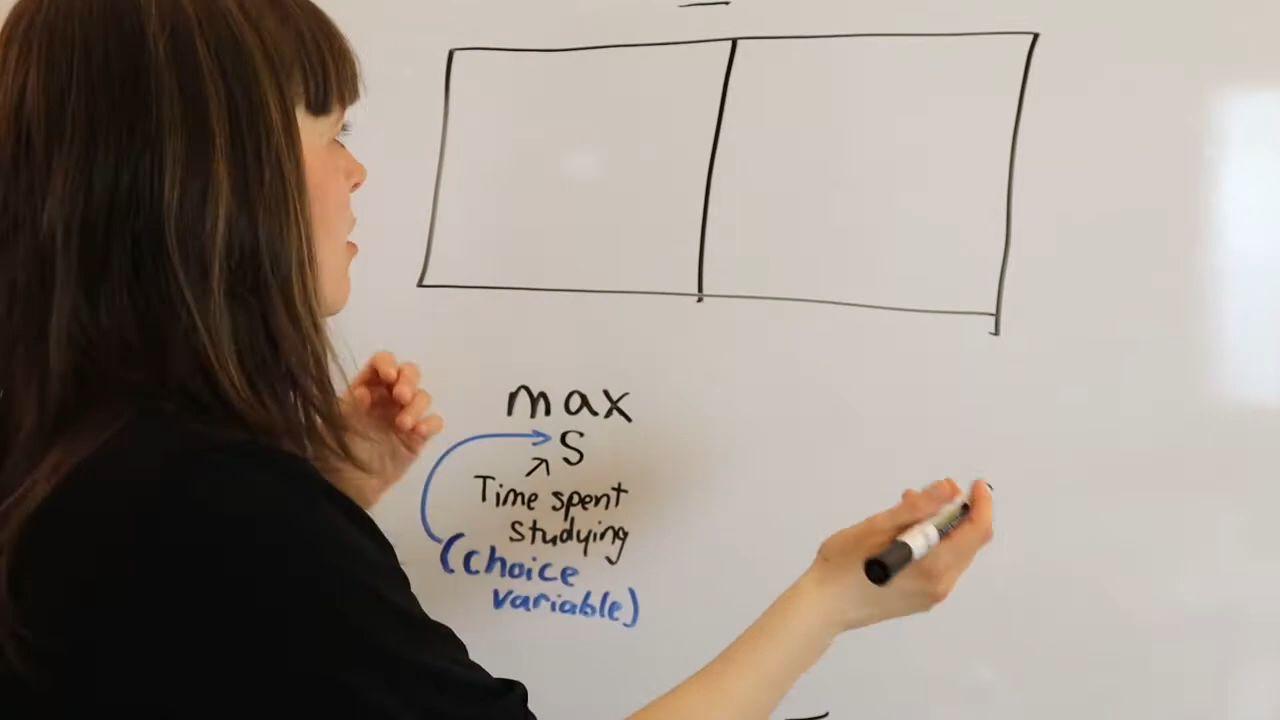 max
S
Time spent
studying
(choice
variable)